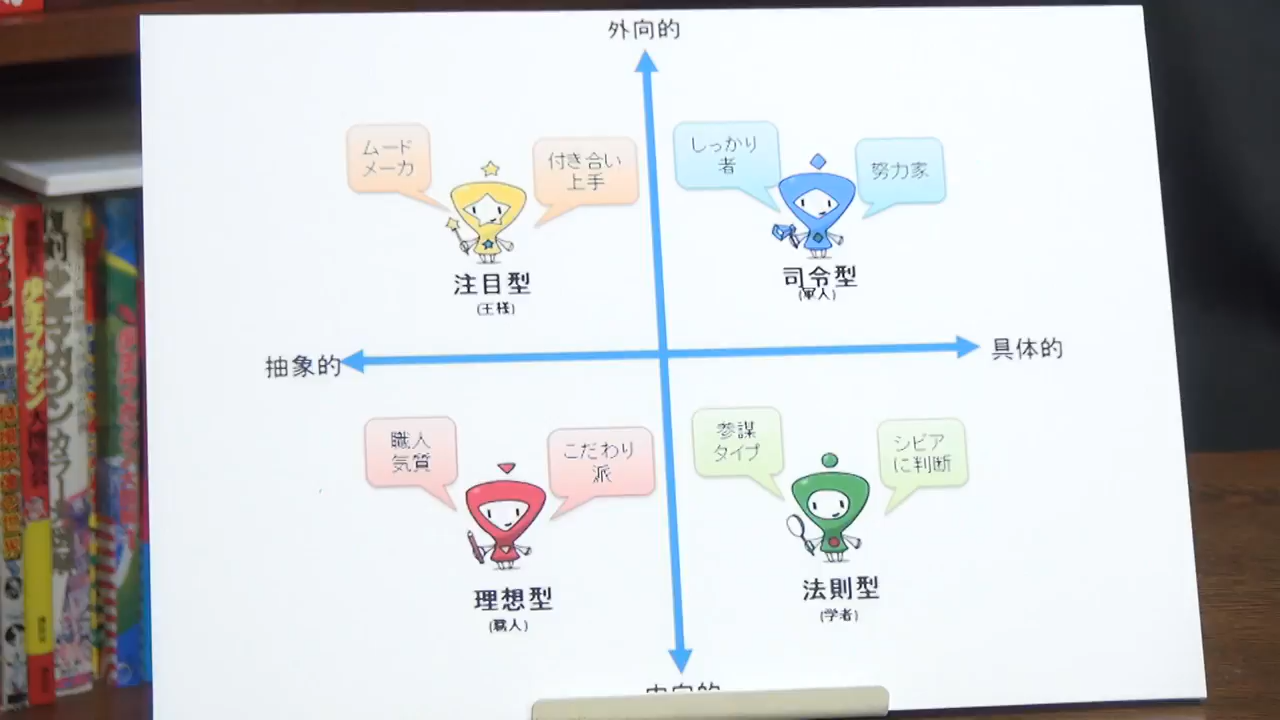 外向的
ムード
メーカ
付き合い
上手
しっかり
者
努力家
注目型
(王様)
司令型
(軍人)
抽象的
具体的
職人
気質
こだわり
派
参謀
タイプ
シビア
に判断
理想型
(職人)
法則型
(学者)
内向的